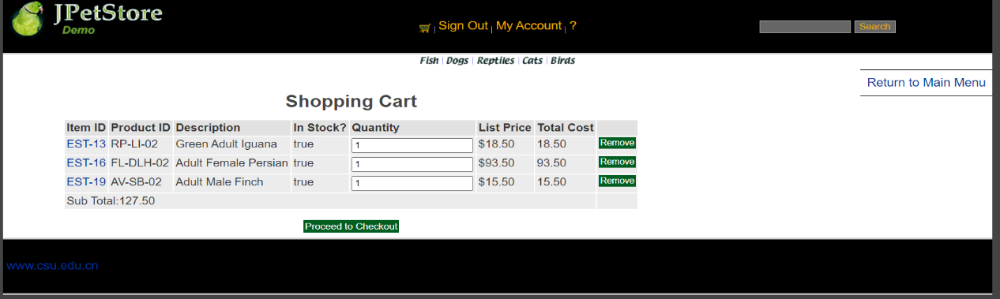 JPetStore
Demo
Sign Out | My Account | ?
Search
Fish | Dogs | Reptiles | Cats | Birds
Return to Main Menu
Shopping Cart
Item ID Product ID Description In Stock? Quantity List Price Total Cost
EST-13 RP-LI-02 Green Adult Iguana true 1 $18.50 18.50 Remove
EST-16 FL-DLH-02 Adult Female Persian true 1 $93.50 93.50 Remove
EST-19 AV-SB-02 Adult Male Finch true 1 $15.50 15.50 Remove
Sub Total:127.50
Proceed to Checkout
www.csu.edu.cn